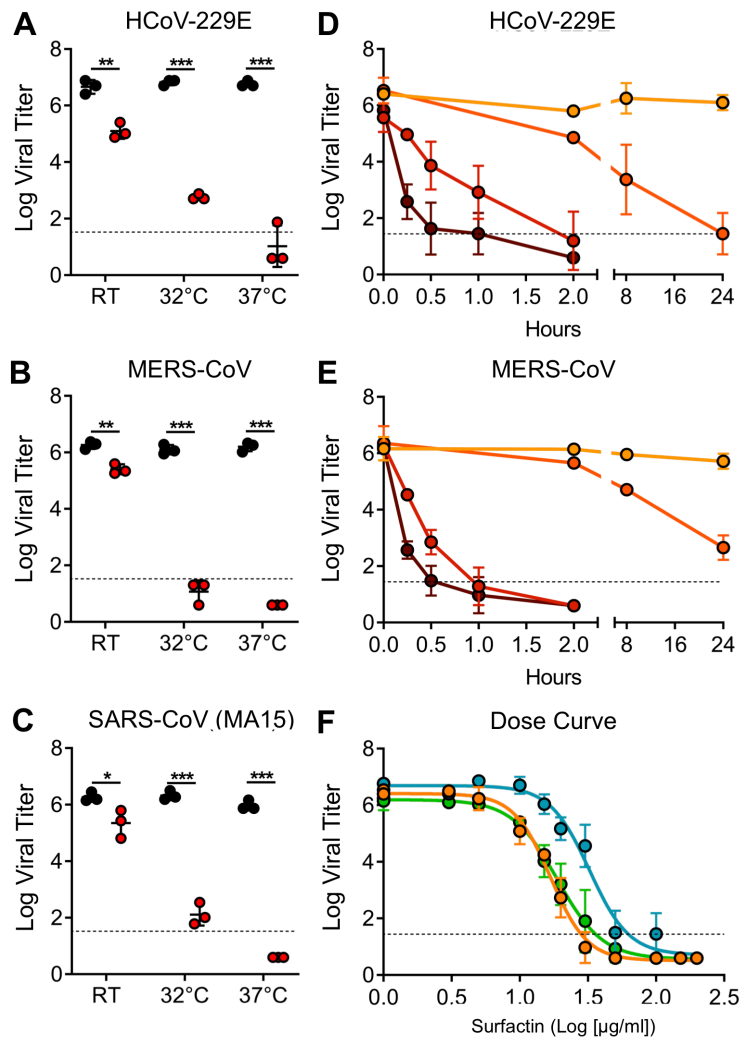 A
HCoV-229E
Log Viral Titer
8
6
4
2
0
**
***
***
RT
32°C
37°C
D
HCoV-229E
Log Viral Titer
8
6
4
2
0
0.0
0.5
1.0
2.0
8
16
24
Hours
B
MERS-CoV
Log Viral Titer
8
6
4
2
0
**
***
***
RT
32°C
37°C
E
MERS-CoV
Log Viral Titer
8
6
4
2
0
0.0
0.5
1.0
2.0
8
16
24
Hours
C
SARS-CoV (MA15)
Log Viral Titer
8
6
4
2
0
*
***
***
RT
32°C
37°C
F
Dose Curve
Log Viral Titer
8
6
4
2
0
0.0
0.5
1.0
1.5
2.0
2.5
Surfactin (Log [µg/ml])